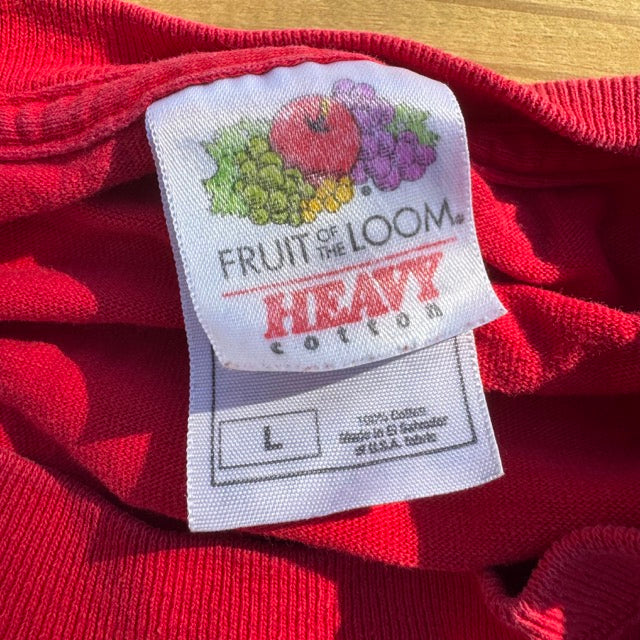 FRUIT OF THE LOOM®
HEAVY
cotton
L
100% Cotton
Made in El Salvador
of U.S.A. fabric